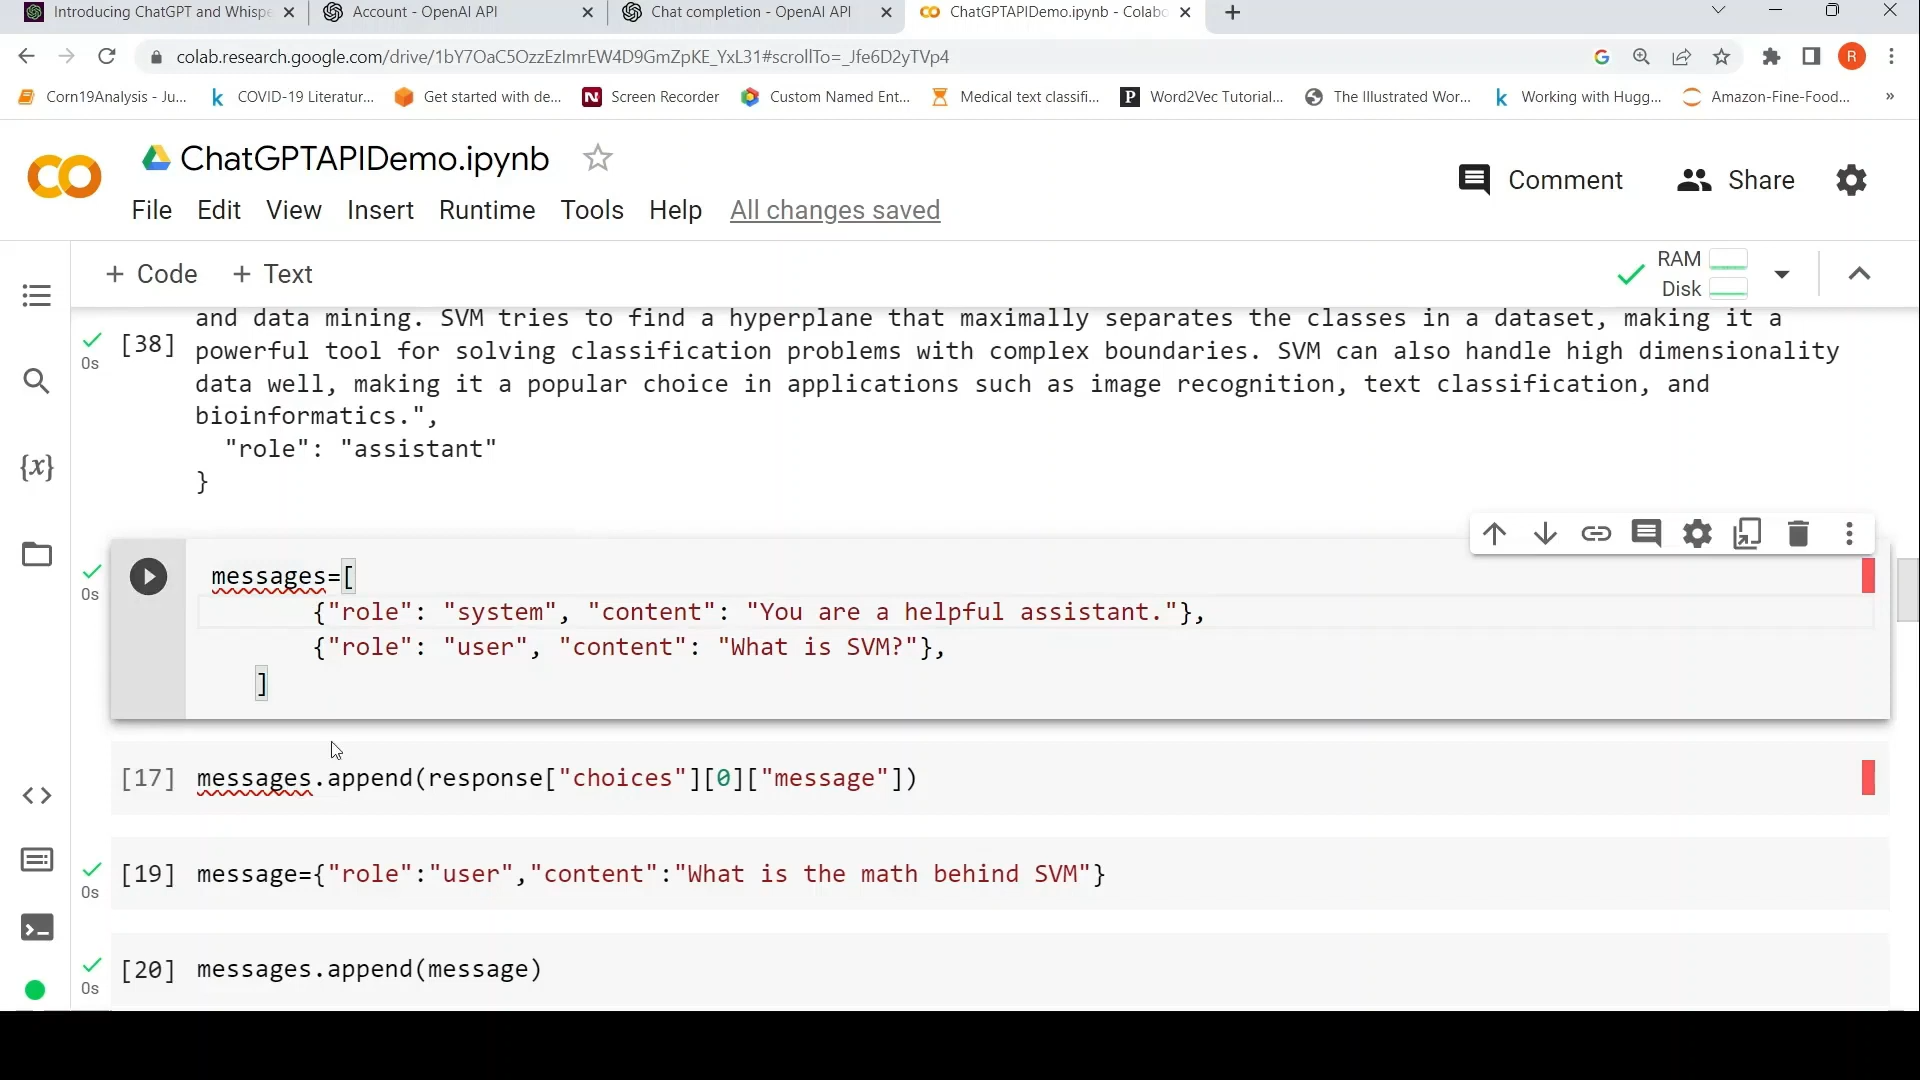 Introducing ChatGPT and Whispe
Account - OpenAI API
Chat completion - OpenAI API
ChatGPTAPIDemo.ipynb - Colabo
colab.research.google.com/drive/1bY7OaC5OzzEzImrEW4D9GmZpKE_YxL31#scrollTo=_Jfe6D2yTVp4
R
Corn19Analysis - Ju...
COVID-19 Literatur...
Get started with de...
Screen Recorder
Custom Named Ent...
Medical text classifi...
Word2Vec Tutorial...
The Illustrated Wor...
Working with Hugg...
Amazon-Fine-Food...
»
ChatGPTAPIDemo.ipynb
Comment
Share
File Edit View Insert Runtime Tools Help All changes saved
+ Code + Text
RAM
Disk
and data mining. SVM tries to find a hyperplane that maximally separates the classes in a dataset, making it a
[38] powerful tool for solving classification problems with complex boundaries. SVM can also handle high dimensionality
0s
data well, making it a popular choice in applications such as image recognition, text classification, and
bioinformatics.",
"role": "assistant"
}
messages=[
0s
{"role": "system", "content": "You are a helpful assistant."},
{"role": "user", "content": "What is SVM?"},
]
[17] messages.append(response["choices"][0]["message"])
[19] message={"role":"user","content":"What is the math behind SVM"}
0s
[20] messages.append(message)
0s